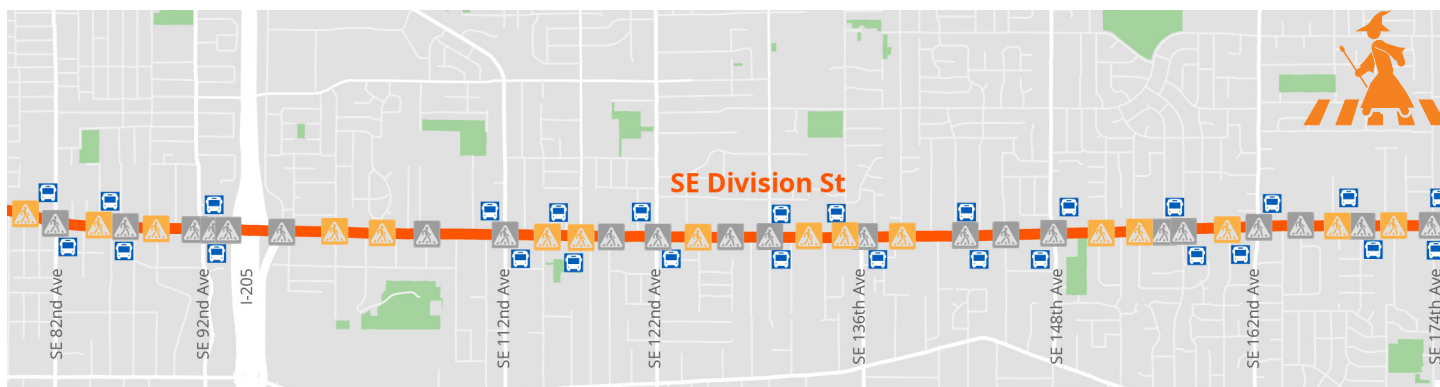 SE Division St
SE 82nd Ave
SE 92nd Ave
I-205
SE 112nd Ave
SE 122nd Ave
SE 136th Ave
SE 148th Ave
SE 162nd Ave
SE 174th Ave